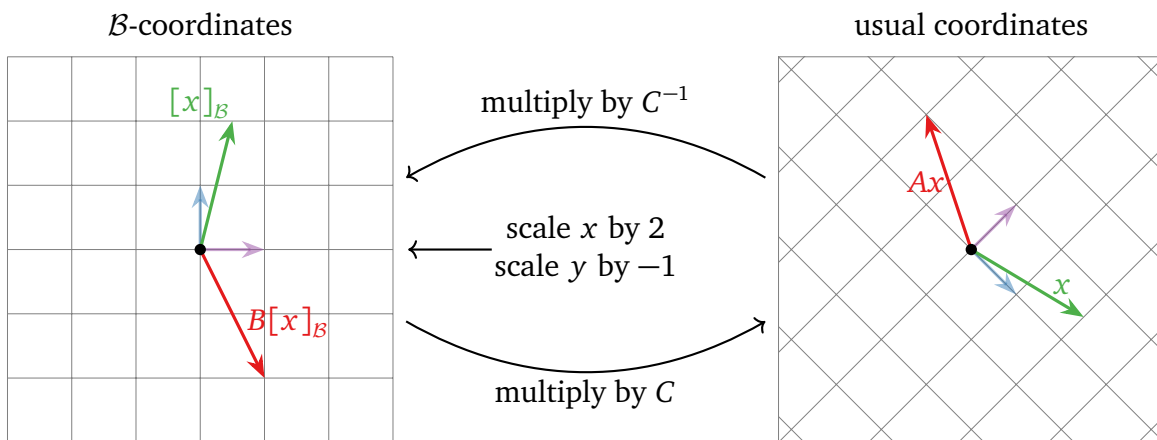 ℬ-coordinates
usual coordinates
[x]ℬ
multiply by C⁻¹
Ax
scale x by 2
scale y by −1
x
B[x]ℬ
multiply by C